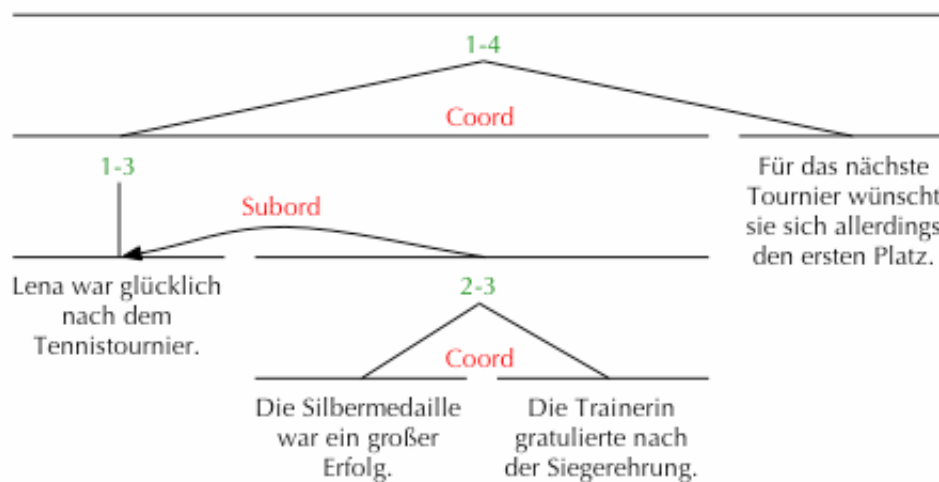 1-4
Coord
1-3
Subord
Für das nächste
Tournier wünscht
sie sich allerdings
den ersten Platz.
Lena war glücklich
nach dem
Tennistournier.
2-3
Coord
Die Silbermedaille
war ein großer
Erfolg.
Die Trainerin
gratulierte nach
der Siegerehrung.